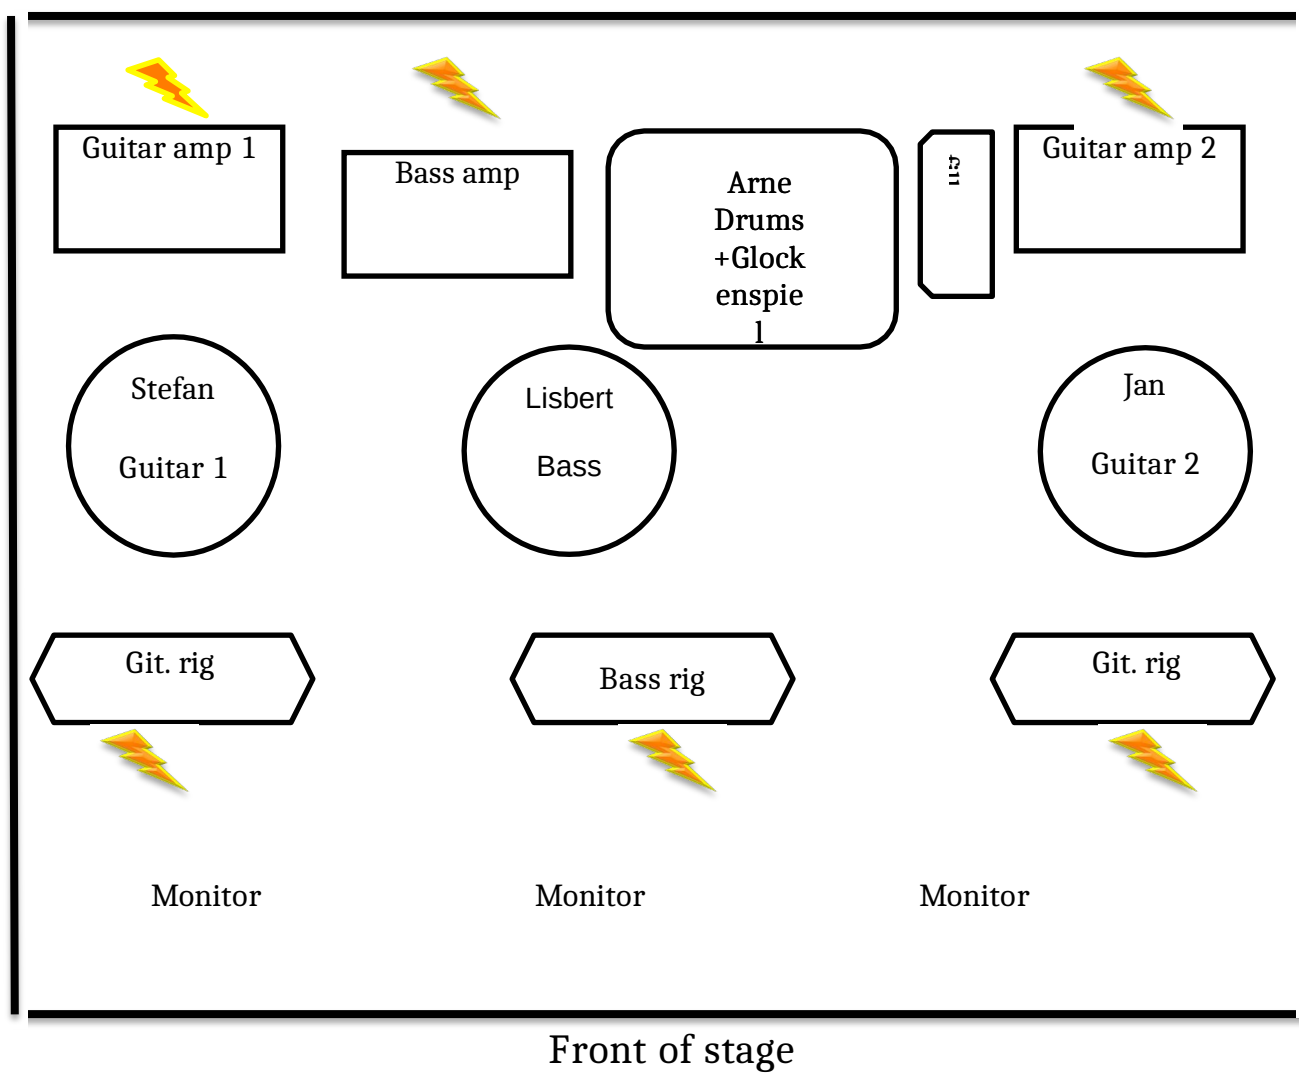 Guitar amp 1
Bass amp
Arne
Drums
+Glock
enspie
l
Guitar amp 2
Stefan
Guitar 1
Lisbert
Bass
Jan
Guitar 2
Git. rig
Bass rig
Git. rig
Monitor
Monitor
Monitor
Front of stage